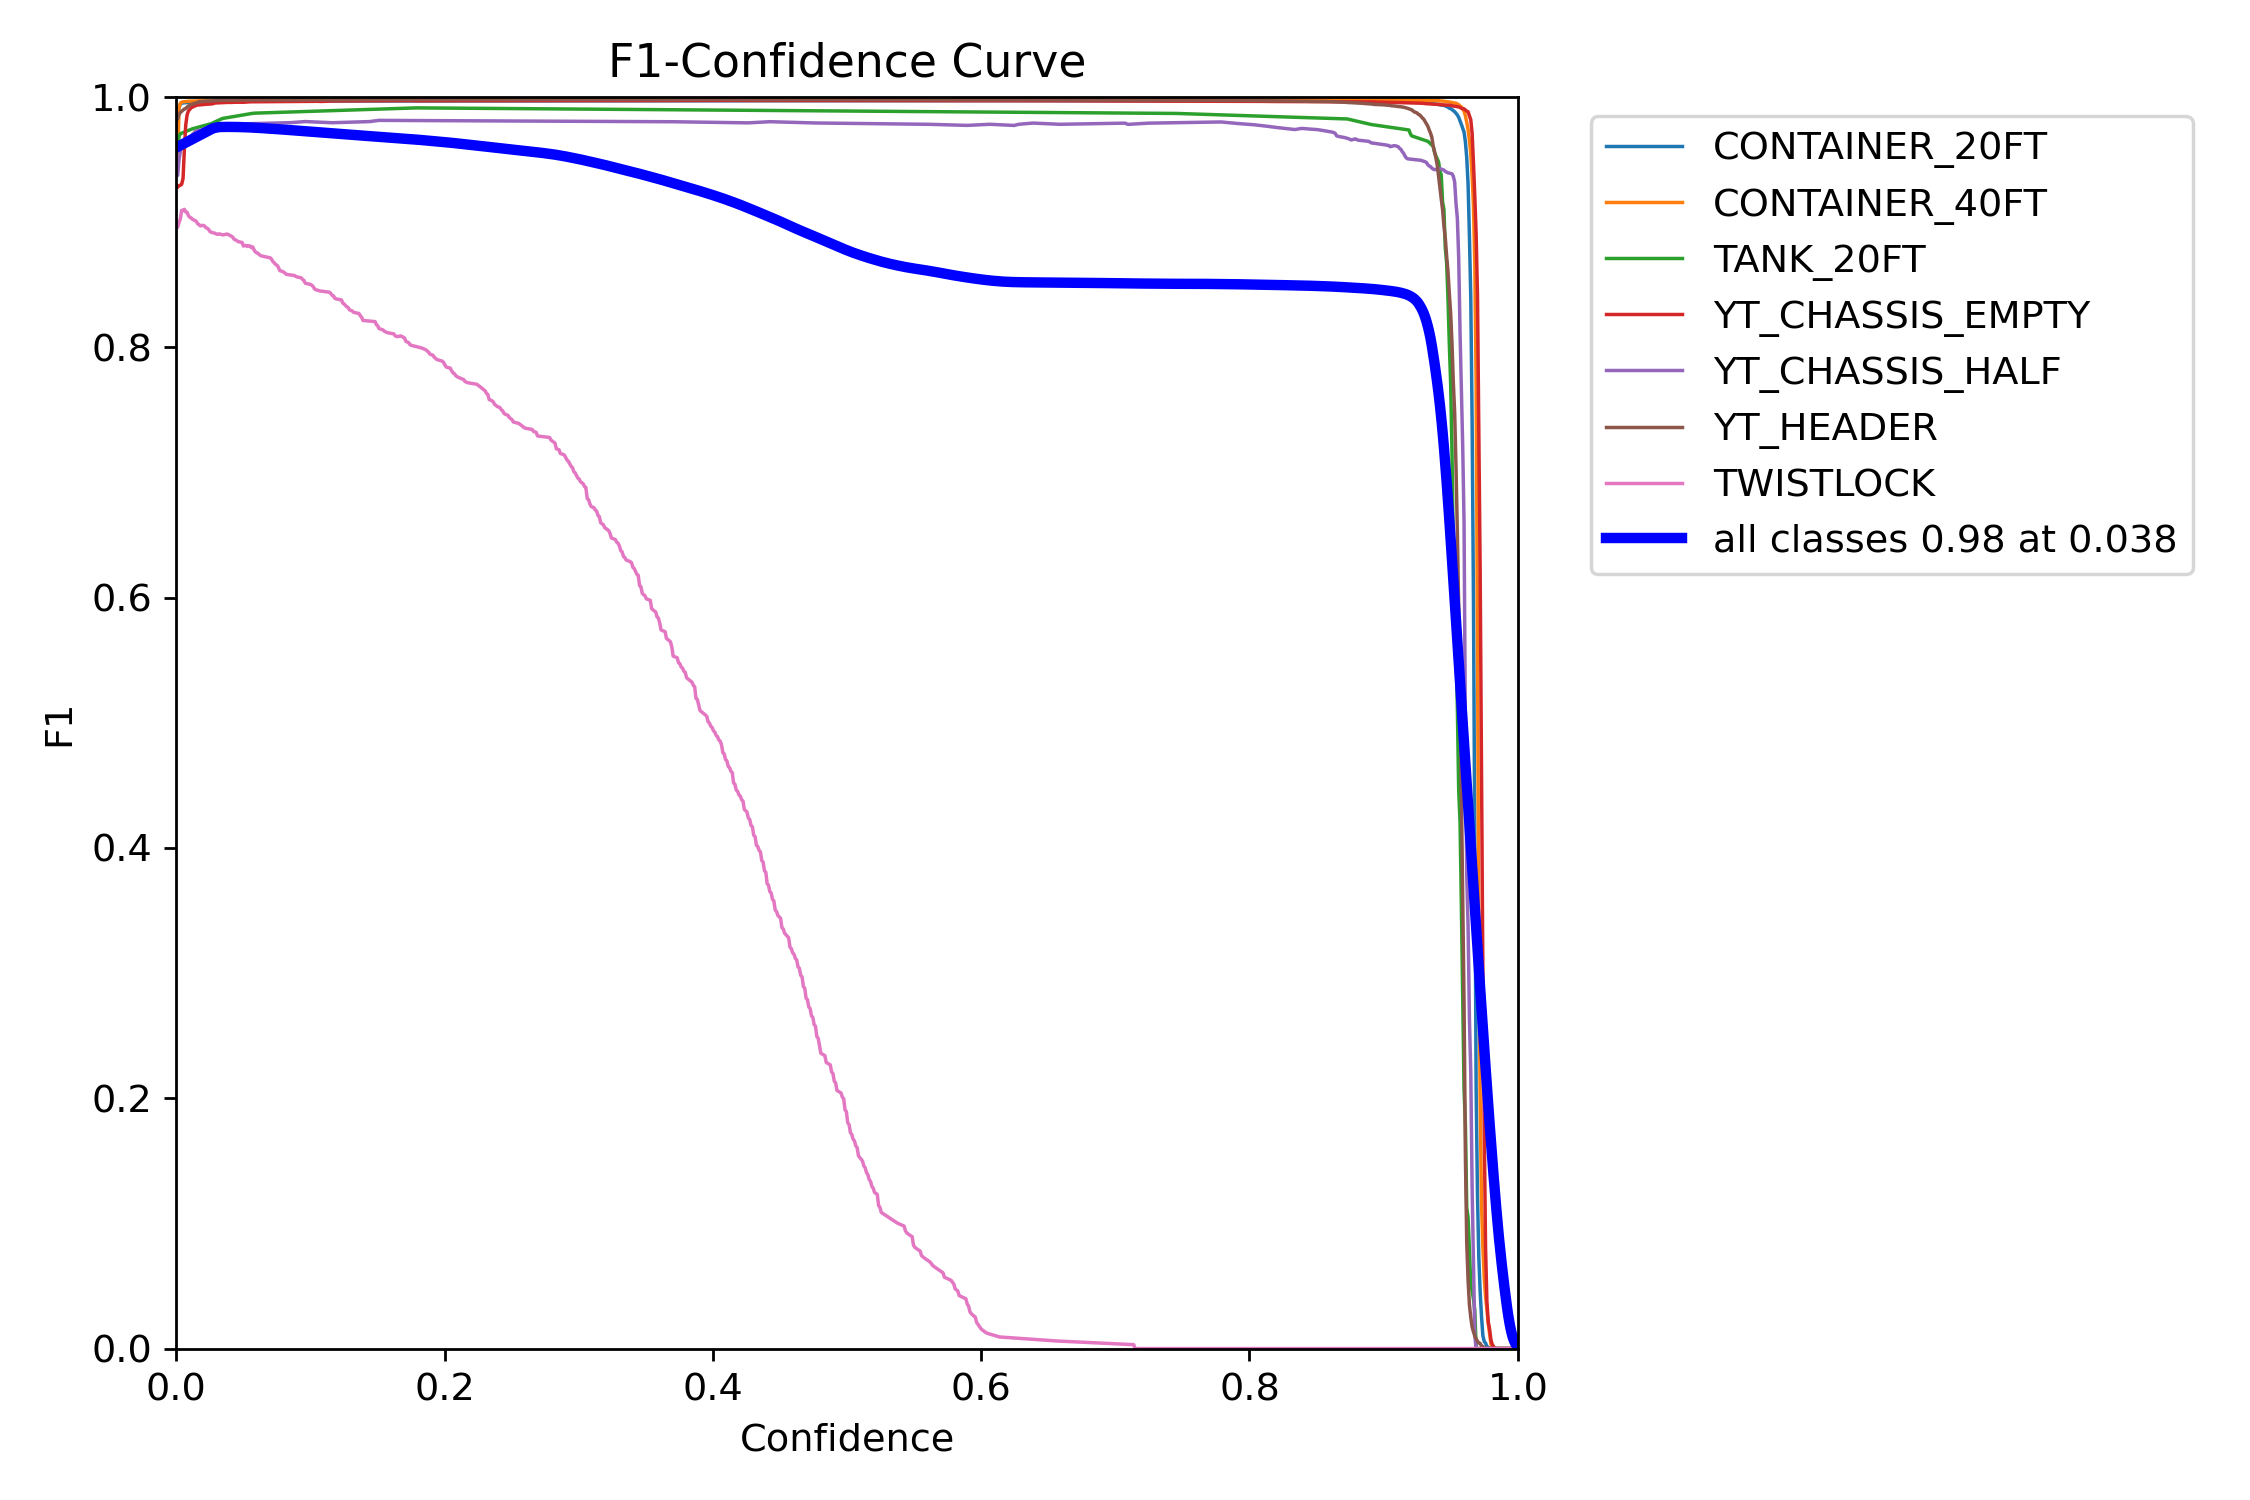 F1-Confidence Curve
1.0
0.8
0.6
0.4
0.2
0.0
F1
0.0 0.2 0.4 0.6 0.8 1.0
Confidence
CONTAINER_20FT
CONTAINER_40FT
TANK_20FT
YT_CHASSIS_EMPTY
YT_CHASSIS_HALF
YT_HEADER
TWISTLOCK
all classes 0.98 at 0.038